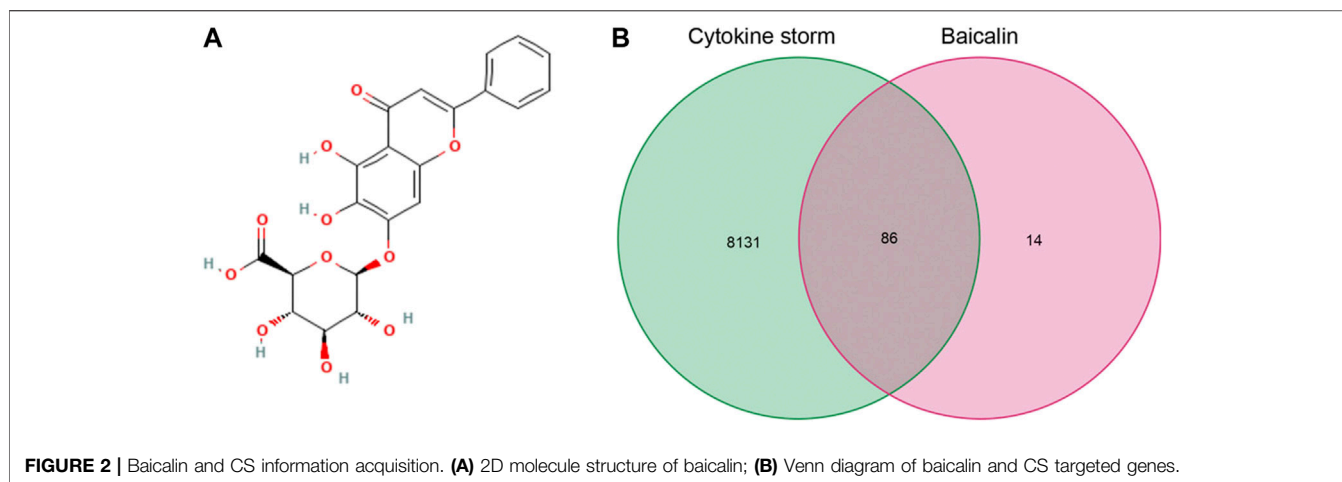 A
B
Cytokine storm
Baicalin
O
O
O
H
O
H
O
O
O
H
O
O
O
H
O
H
O
H
8131
86
14
FIGURE 2 | Baicalin and CS information acquisition. (A) 2D molecule structure of baicalin; (B) Venn diagram of baicalin and CS targeted genes.